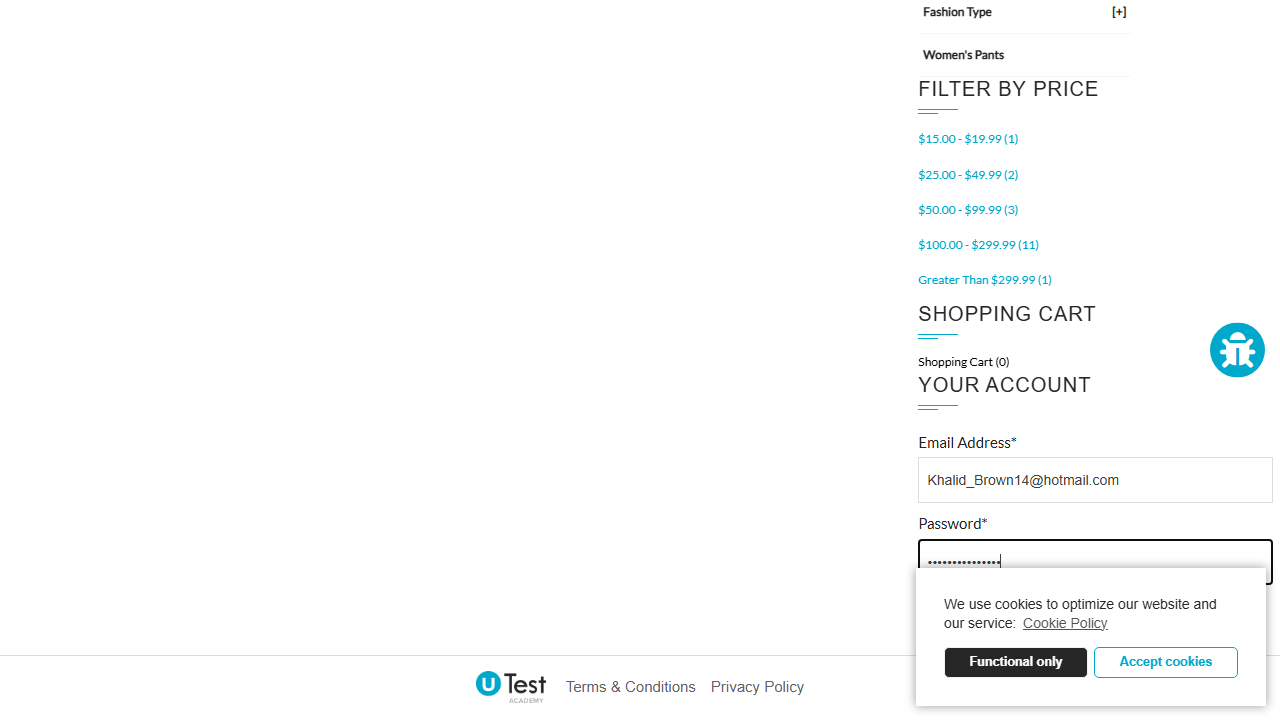 Fashion Type [+]
Women's Pants
FILTER BY PRICE
$15.00 - $19.99 (1)
$25.00 - $49.99 (2)
$50.00 - $99.99 (3)
$100.00 - $299.99 (11)
Greater Than $299.99 (1)
SHOPPING CART
Shopping Cart (0)
YOUR ACCOUNT
Email Address*
Khalid_Brown14@hotmail.com
Password*
•••••••••••••••
We use cookies to optimize our website and
our service: Cookie Policy
Functional only Accept cookies
U Test
ACADEMY
Terms & Conditions Privacy Policy